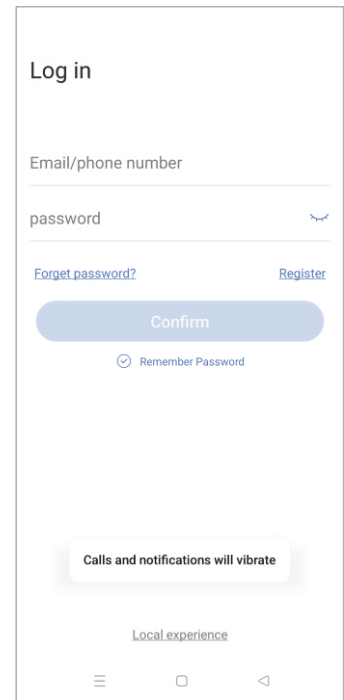 Log in
Email/phone number
password
Forget password? Register
Confirm
Remember Password
Calls and notifications will vibrate
Local experience